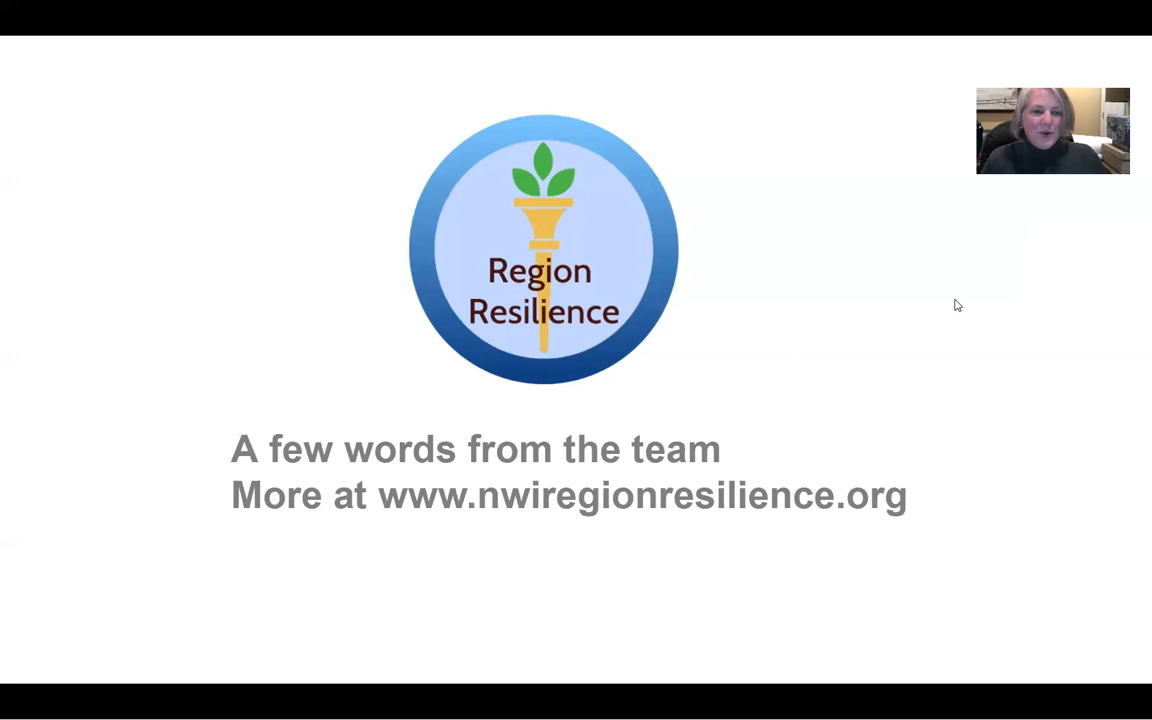 Region
Resilience
A few words from the team
More at www.nwiregionresilience.org